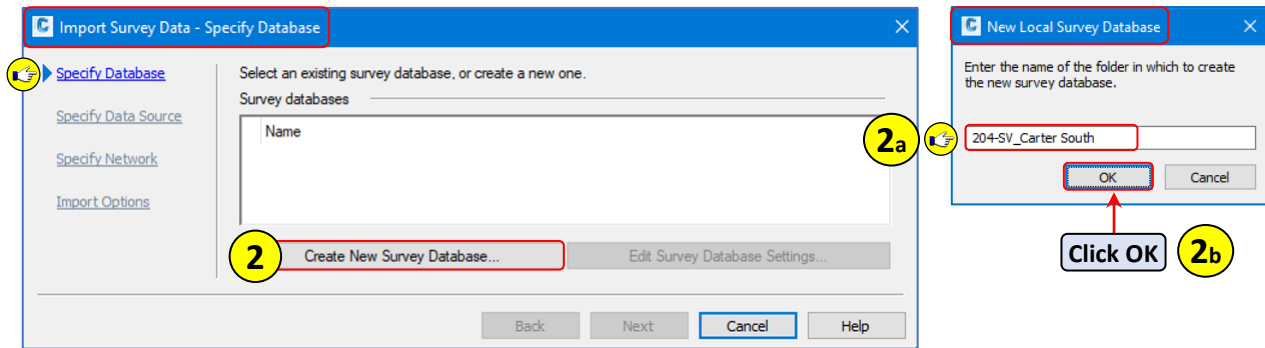 Import Survey Data - Specify Database
Specify Database
Specify Data Source
Specify Network
Import Options
Select an existing survey database, or create a new one.
Survey databases
Name
2
Create New Survey Database...
Edit Survey Database Settings...
Back
Next
Cancel
Help
New Local Survey Database
Enter the name of the folder in which to create
the new survey database.
2a
204-SV_Carter South
OK
Cancel
Click OK
2b